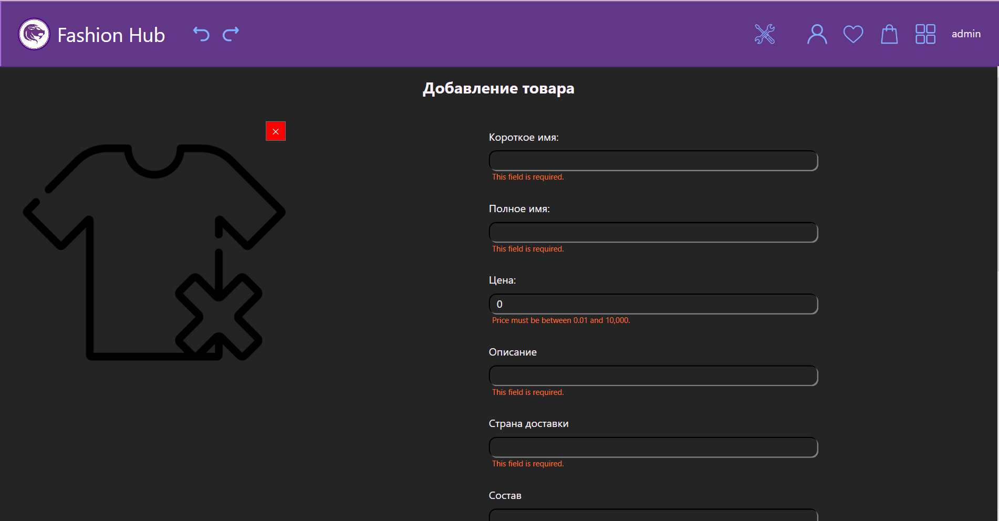 Fashion Hub
admin
Добавление товара
Короткое имя:
This field is required.
Полное имя:
This field is required.
Цена:
0
Price must be between 0.01 and 10,000.
Описание
This field is required.
Страна доставки
This field is required.
Состав